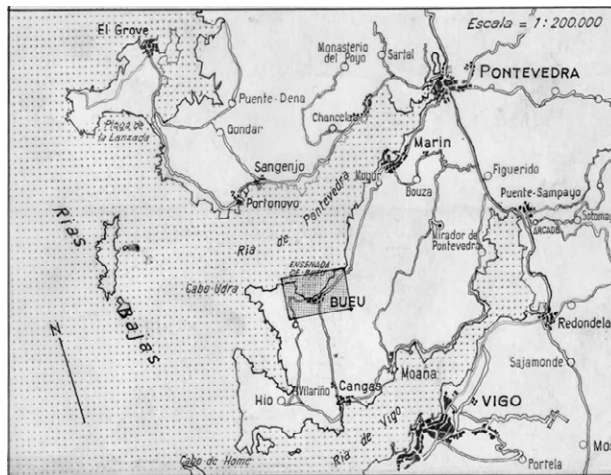 Escala = 1:200.000
El Grove
Monasterio
del Poyo
Sartal
PONTEVEDRA
Puente-Dena
Playa de
la Lanzada
Gondar
Chancelas
Sangenjo
Marin
Mogor
Bouza
Figuerido
Puente-Sampayo
Portonovo
Ria de Pontevedra
ARCADE
Mirador de
Pontevedra
Rias Bajas
ENSENADA
DE BUEU
Cabo Udra
BUEU
Redondela
N
Moaña
Sajamonde
Hio
Vilariño
Cangas
VIGO
Ria de Vigo
Cabo de Home
Portela